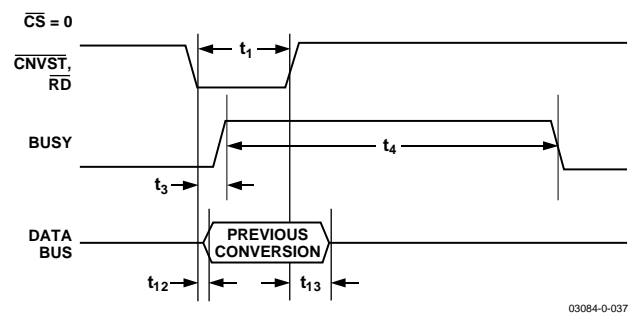 CS = 0
CNVST,
RD
t1
BUSY
t4
t3
DATA
BUS
PREVIOUS
CONVERSION
t12
t13
03084-0-037